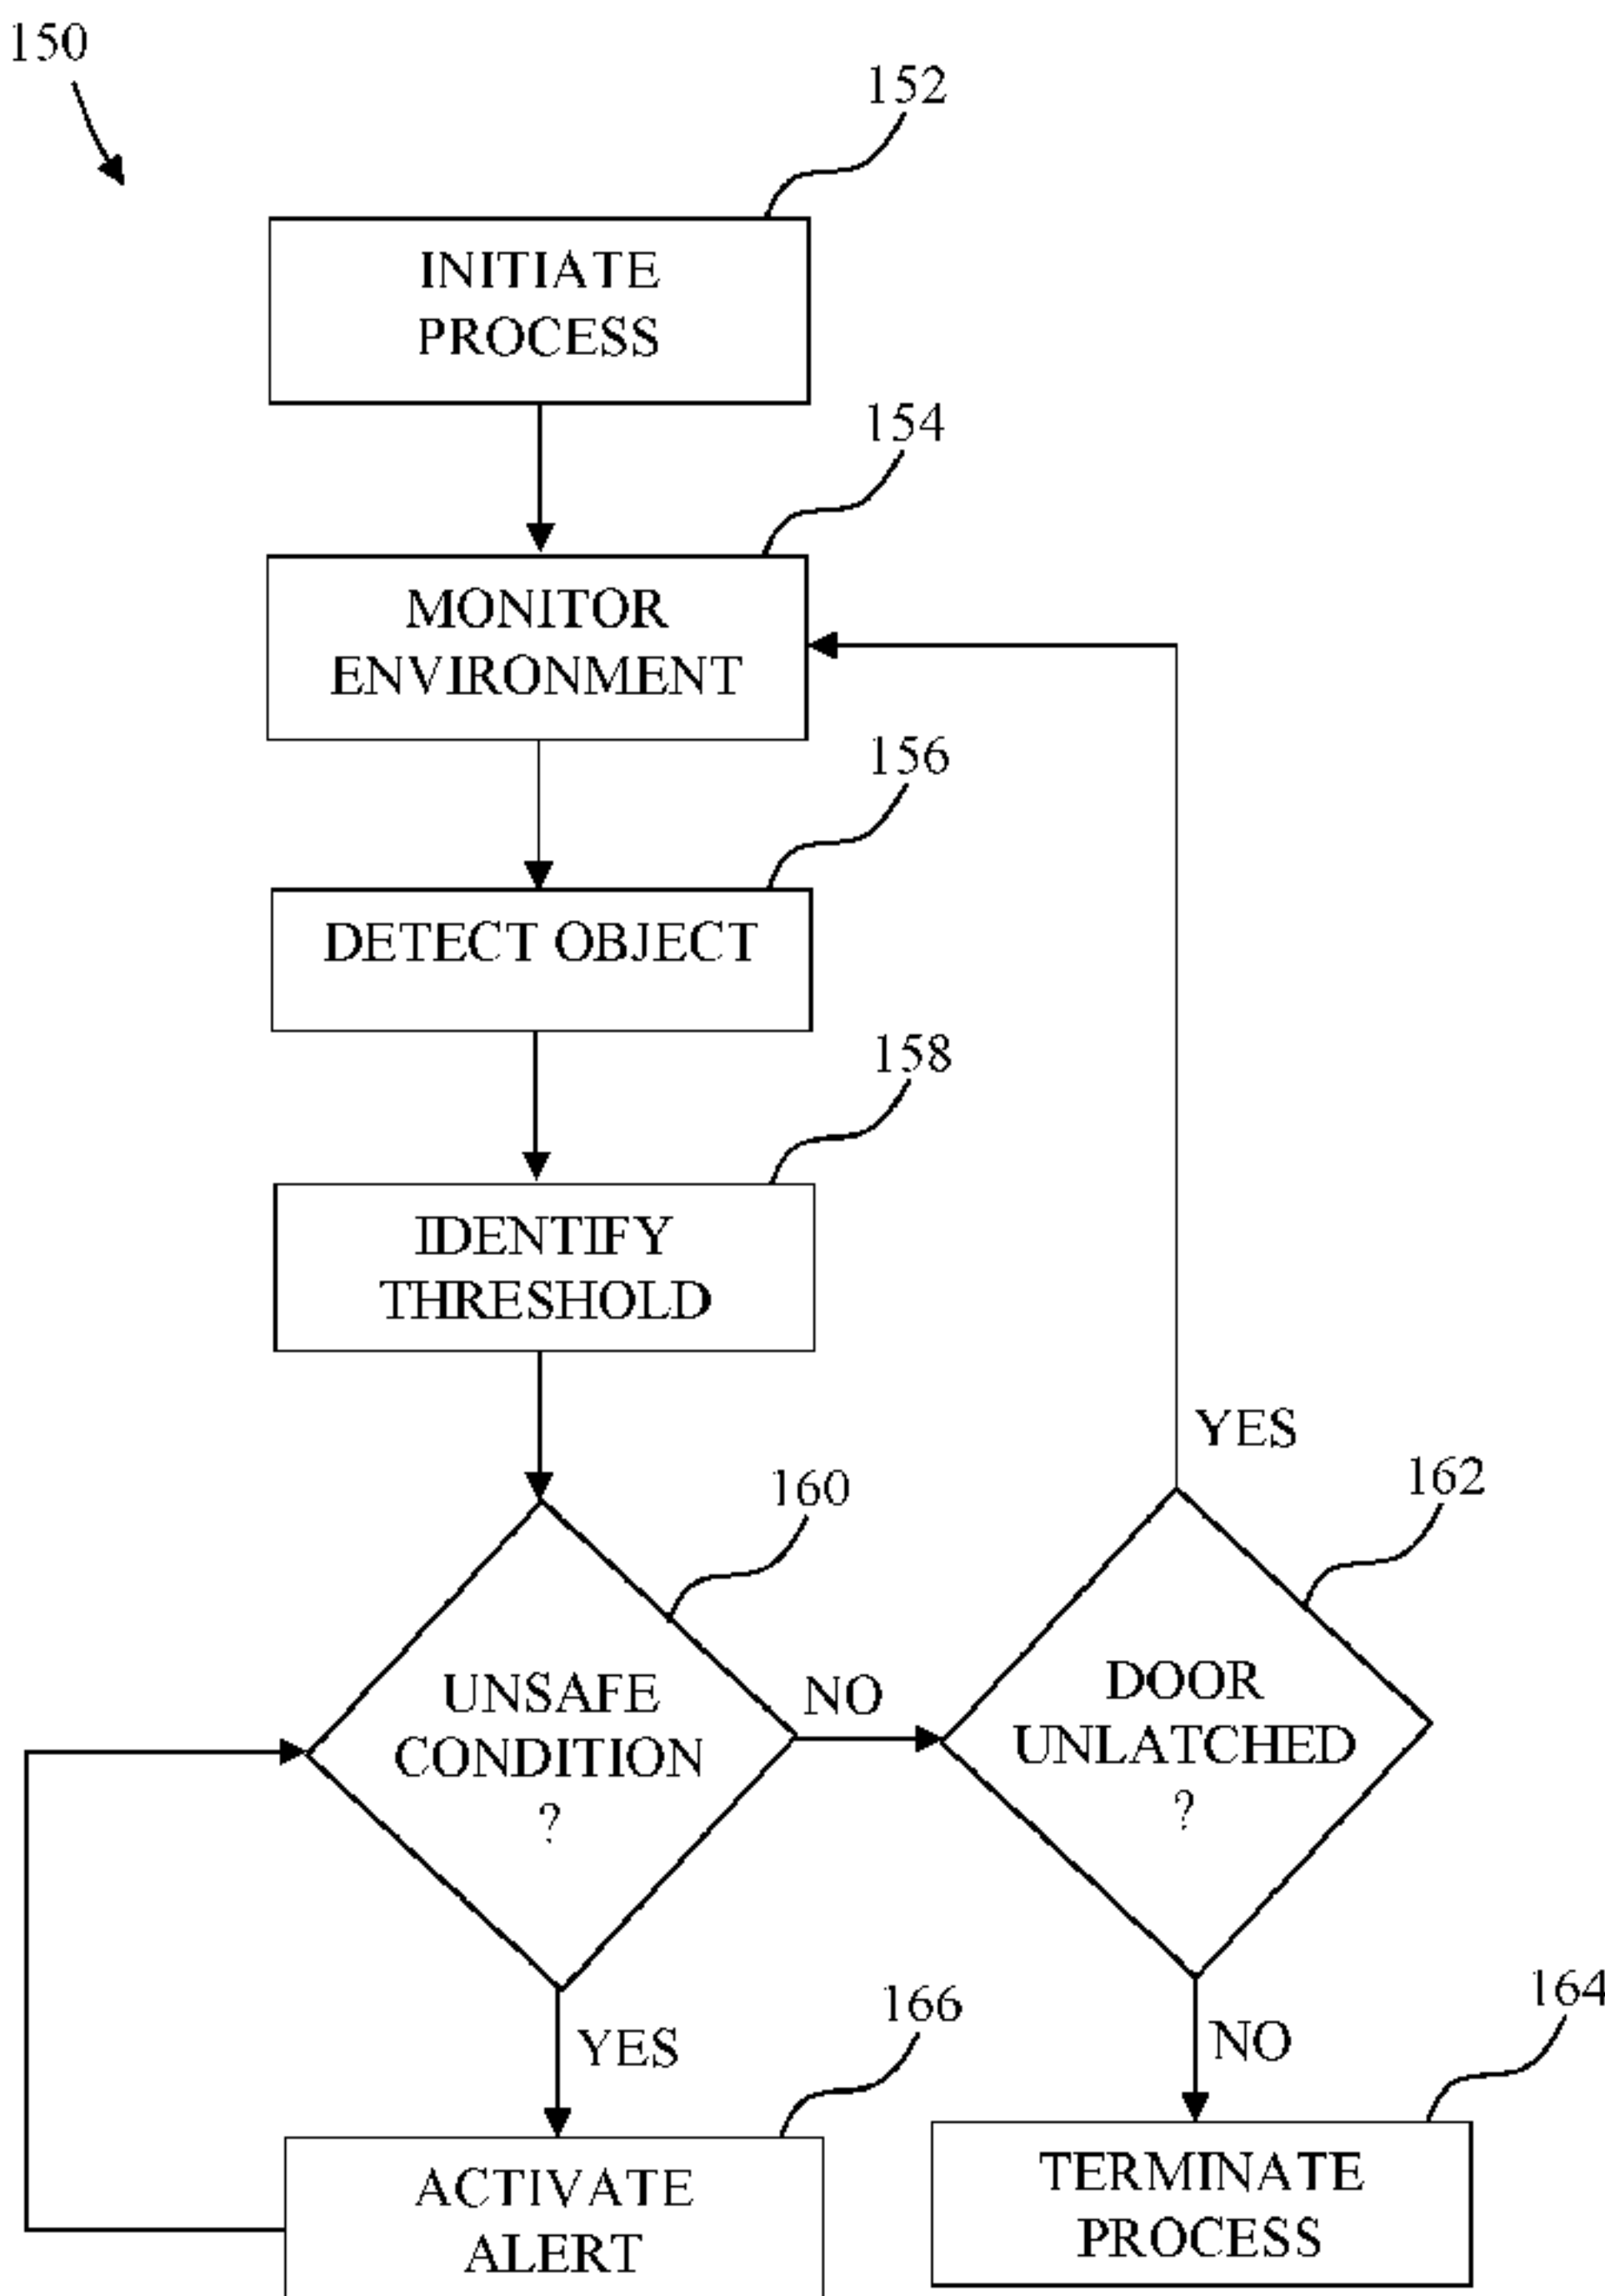 150
152
INITIATE
PROCESS
154
MONITOR
ENVIRONMENT
156
DETECT OBJECT
158
IDENTIFY
THRESHOLD
YES
160
162
UNSAFE
CONDITION
?
NO
DOOR
UNLATCHED
?
166
164
YES
NO
ACTIVATE
ALERT
TERMINATE
PROCESS